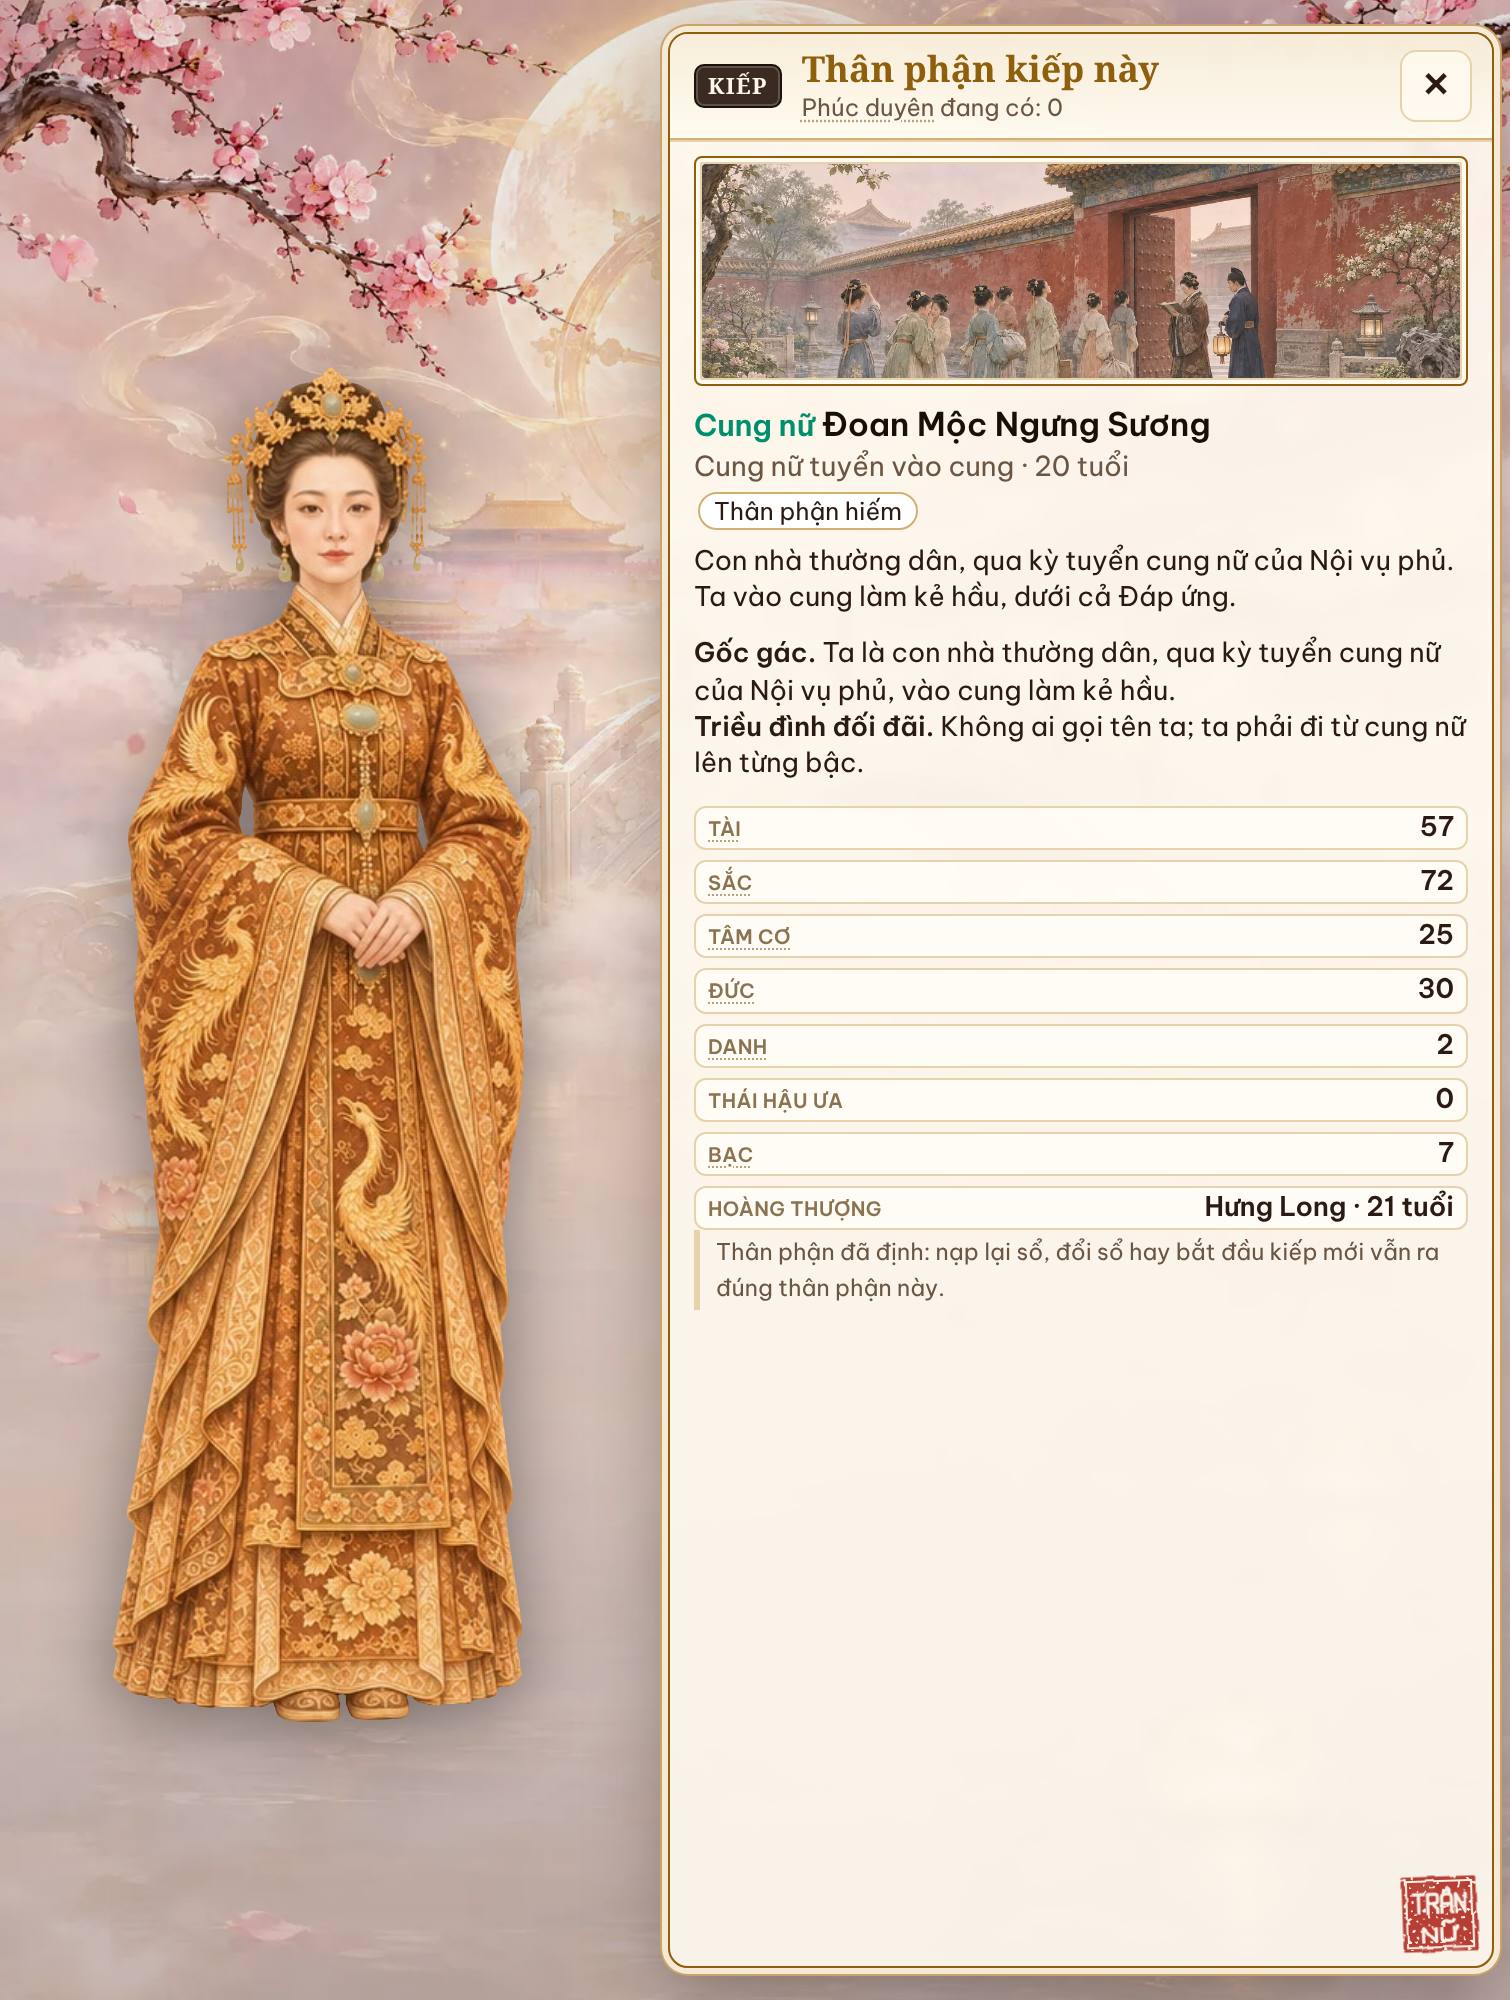 KIẾP
Thân phận kiếp này
Phúc duyên đang có: 0
✕
Cung nữ Đoan Mộc Ngưng Sương
Cung nữ tuyển vào cung · 20 tuổi
Thân phận hiếm
Con nhà thường dân, qua kỳ tuyển cung nữ của Nội vụ phủ.
Ta vào cung làm kẻ hầu, dưới cả Đáp ứng.
Gốc gác. Ta là con nhà thường dân, qua kỳ tuyển cung nữ
của Nội vụ phủ, vào cung làm kẻ hầu.
Triều đình đối đãi. Không ai gọi tên ta; ta phải đi từ cung nữ
lên từng bậc.
TÀI 57
SẮC 72
TÂM CƠ 25
ĐỨC 30
DANH 2
THÁI HẬU ƯA 0
BẠC 7
HOÀNG THƯỢNG Hưng Long · 21 tuổi
Thân phận đã định: nạp lại sổ, đổi sổ hay bắt đầu kiếp mới vẫn ra
đúng thân phận này.
TRÂN
NỮ